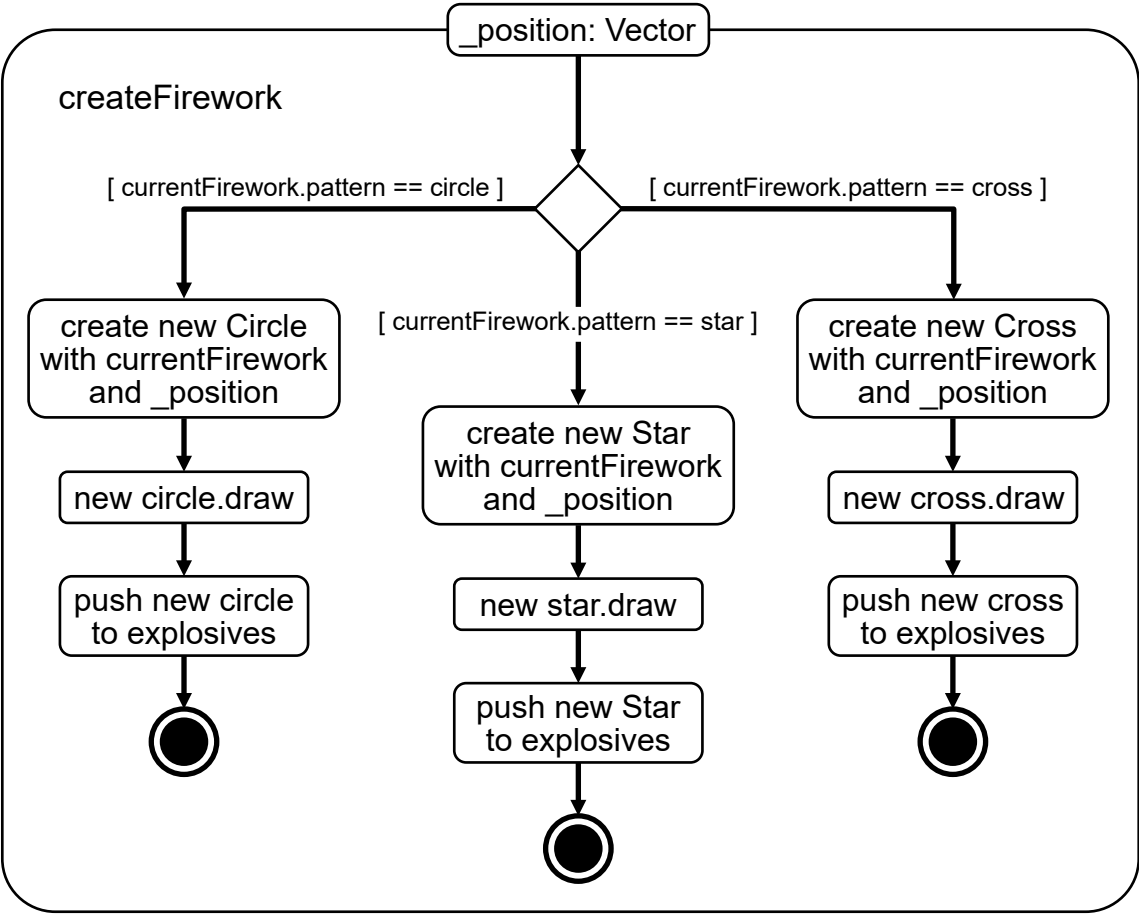 _position: Vector
createFirework
[ currentFirework.pattern == circle ]
[ currentFirework.pattern == cross ]
[ currentFirework.pattern == star ]
create new Circle
with currentFirework
and _position
new circle.draw
push new circle
to explosives
create new Star
with currentFirework
and _position
new star.draw
push new Star
to explosives
create new Cross
with currentFirework
and _position
new cross.draw
push new cross
to explosives